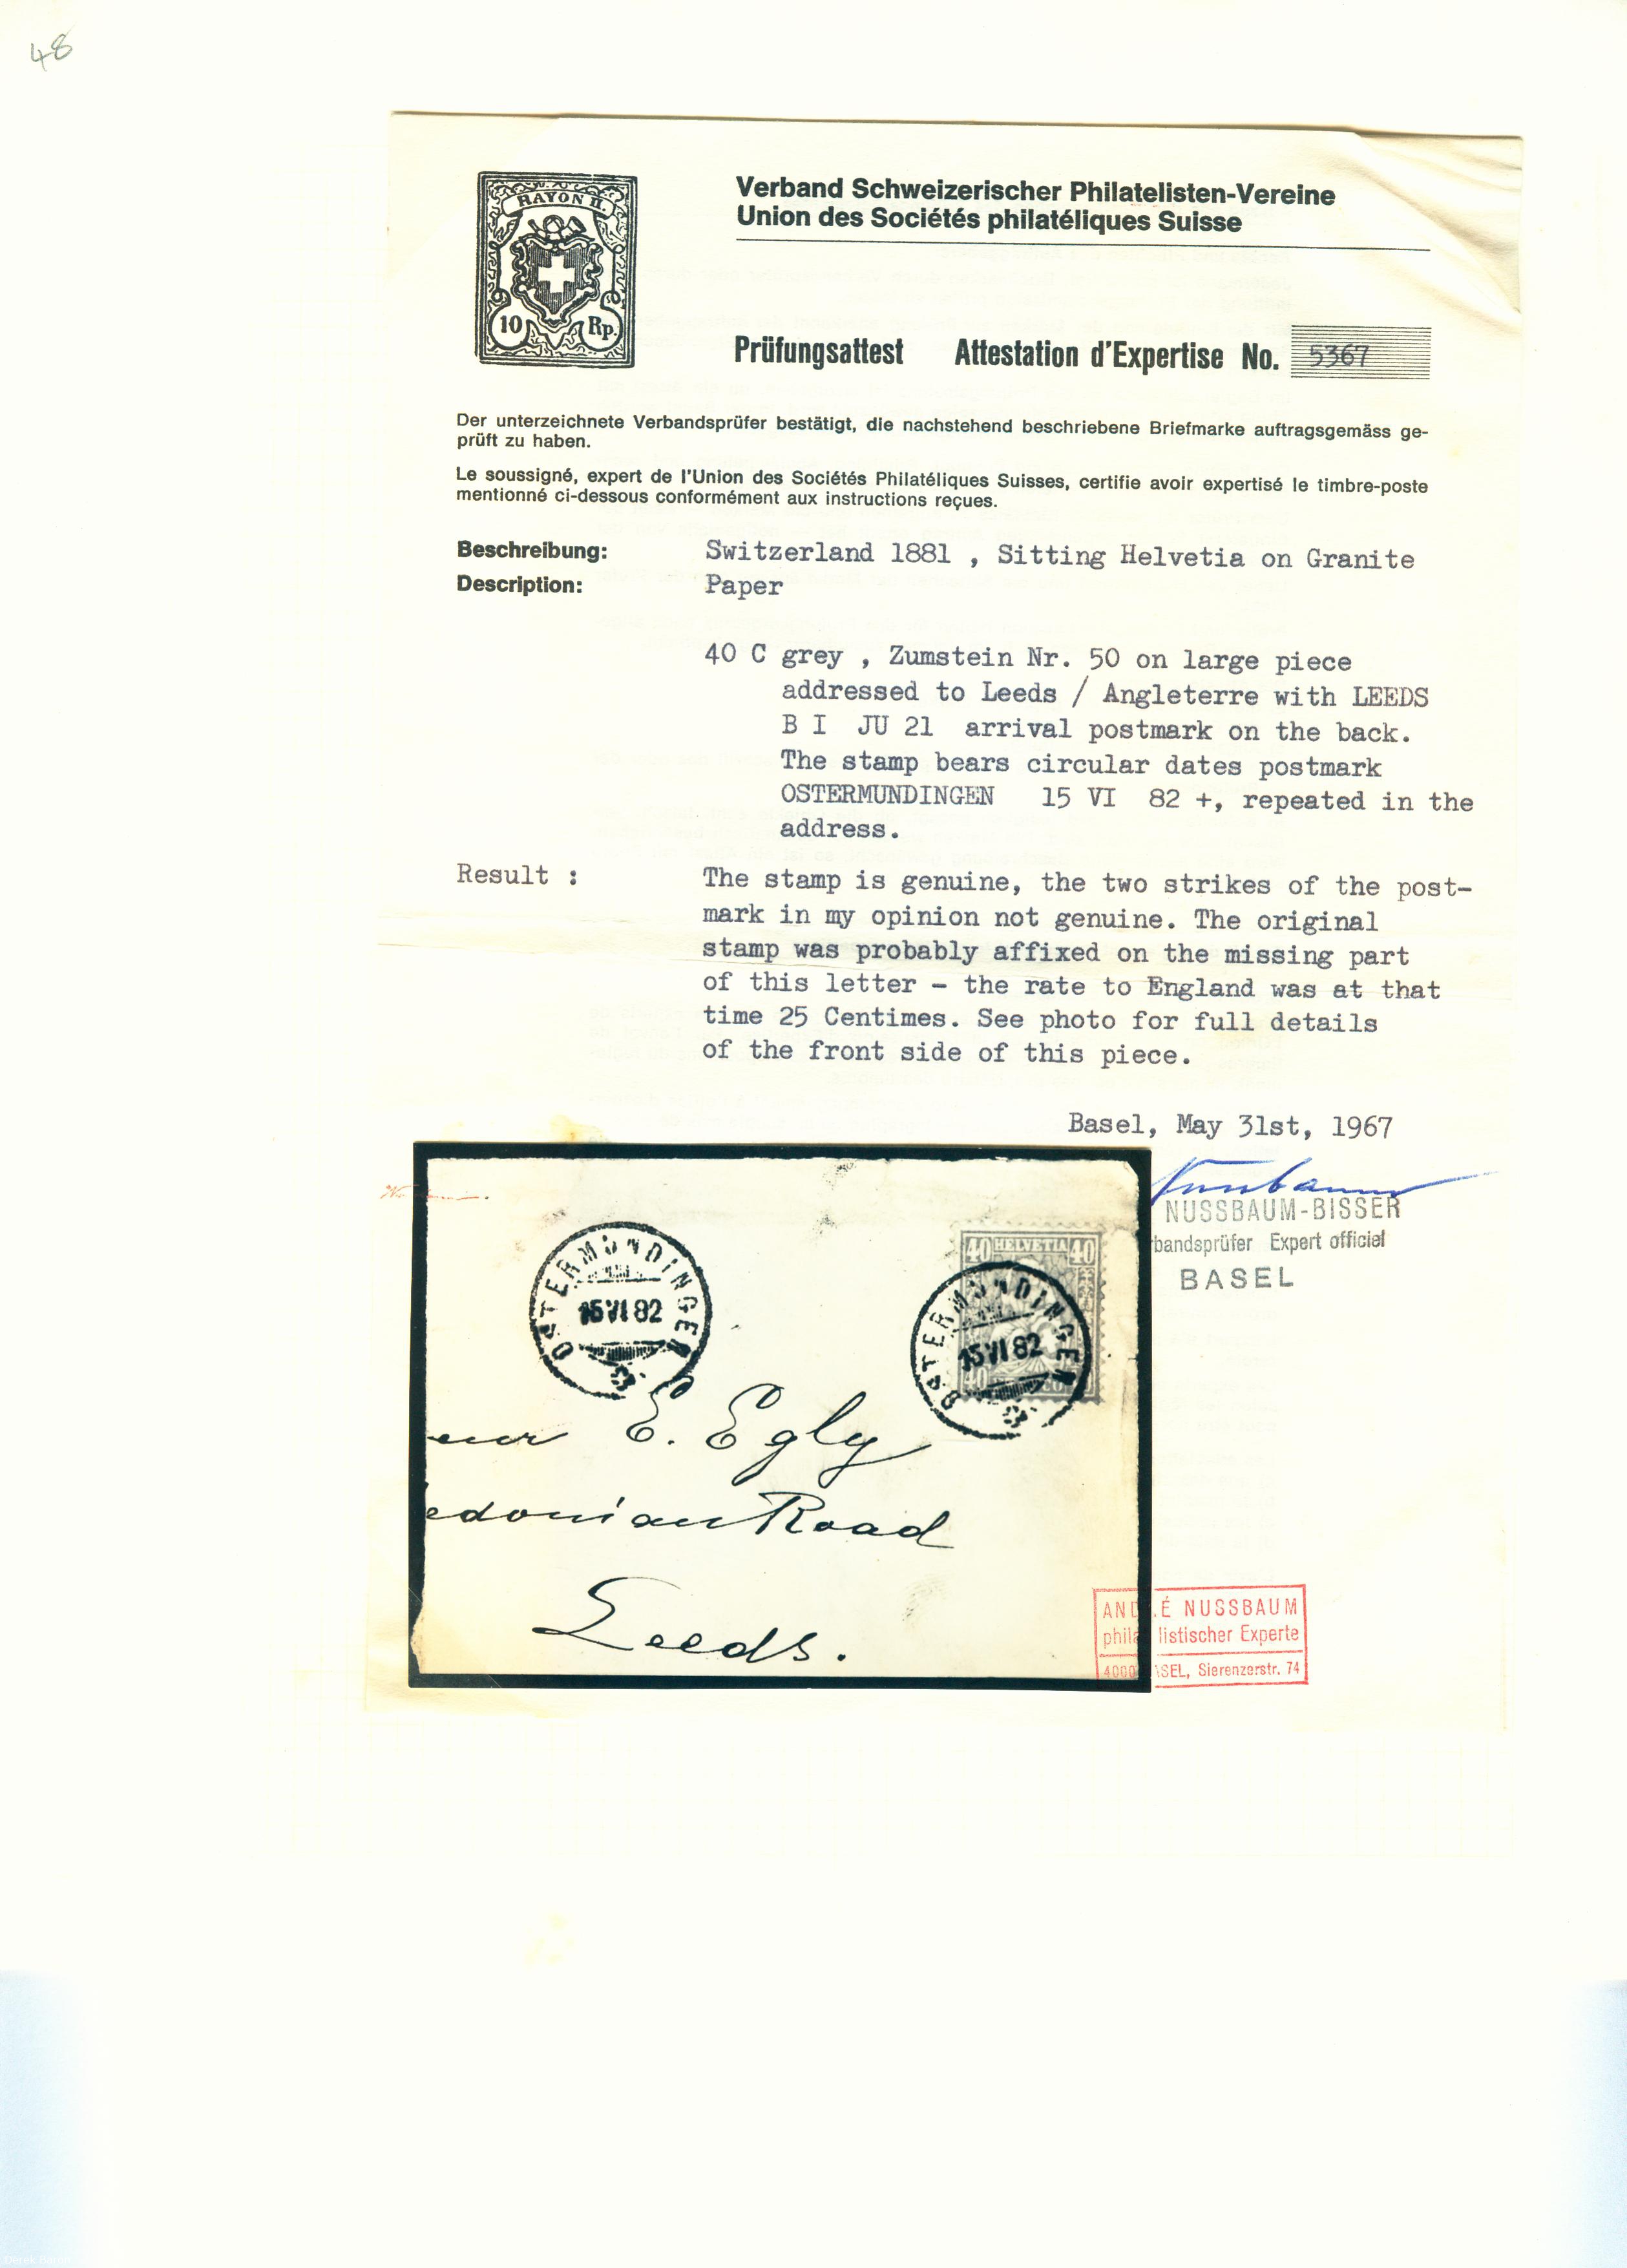 48
RAYON II.
10 Rp.
Verband Schweizerischer Philatelisten-Vereine
Union des Sociétés philatéliques Suisse
Prüfungsattest Attestation d'Expertise No. 5367
Der unterzeichnete Verbandsprüfer bestätigt, die nachstehend beschriebene Briefmarke auftragsgemäss ge-
prüft zu haben.
Le soussigné, expert de l'Union des Sociétés Philatéliques Suisses, certifie avoir expertisé le timbre-poste
mentionné ci-dessous conformément aux instructions reçues.
Beschreibung: Switzerland 1881 , Sitting Helvetia on Granite
Description: Paper
40 C grey , Zumstein Nr. 50 on large piece
addressed to Leeds / Angleterre with LEEDS
B I JU 21 arrival postmark on the back.
The stamp bears circular dates postmark
OSTERMUNDINGEN 15 VI 82 +, repeated in the
address.
Result : The stamp is genuine, the two strikes of the post-
mark in my opinion not genuine. The original
stamp was probably affixed on the missing part
of this letter - the rate to England was at that
time 25 Centimes. See photo for full details
of the front side of this piece.
Basel, May 31st, 1967
Nussbaum
NUSSBAUM-BISSER
bandsprüfer Expert officiel
BASEL
40 HELVETIA 40
OSTERMUNDINGEN
15 VI 82
OSTERMUNDINGEN
15 VI 82
40
eur E. Egly
edonian Road
Leeds.
ANDRÉ NUSSBAUM
philatelistischer Experte
4000 BASEL, Sierenzerstr. 74